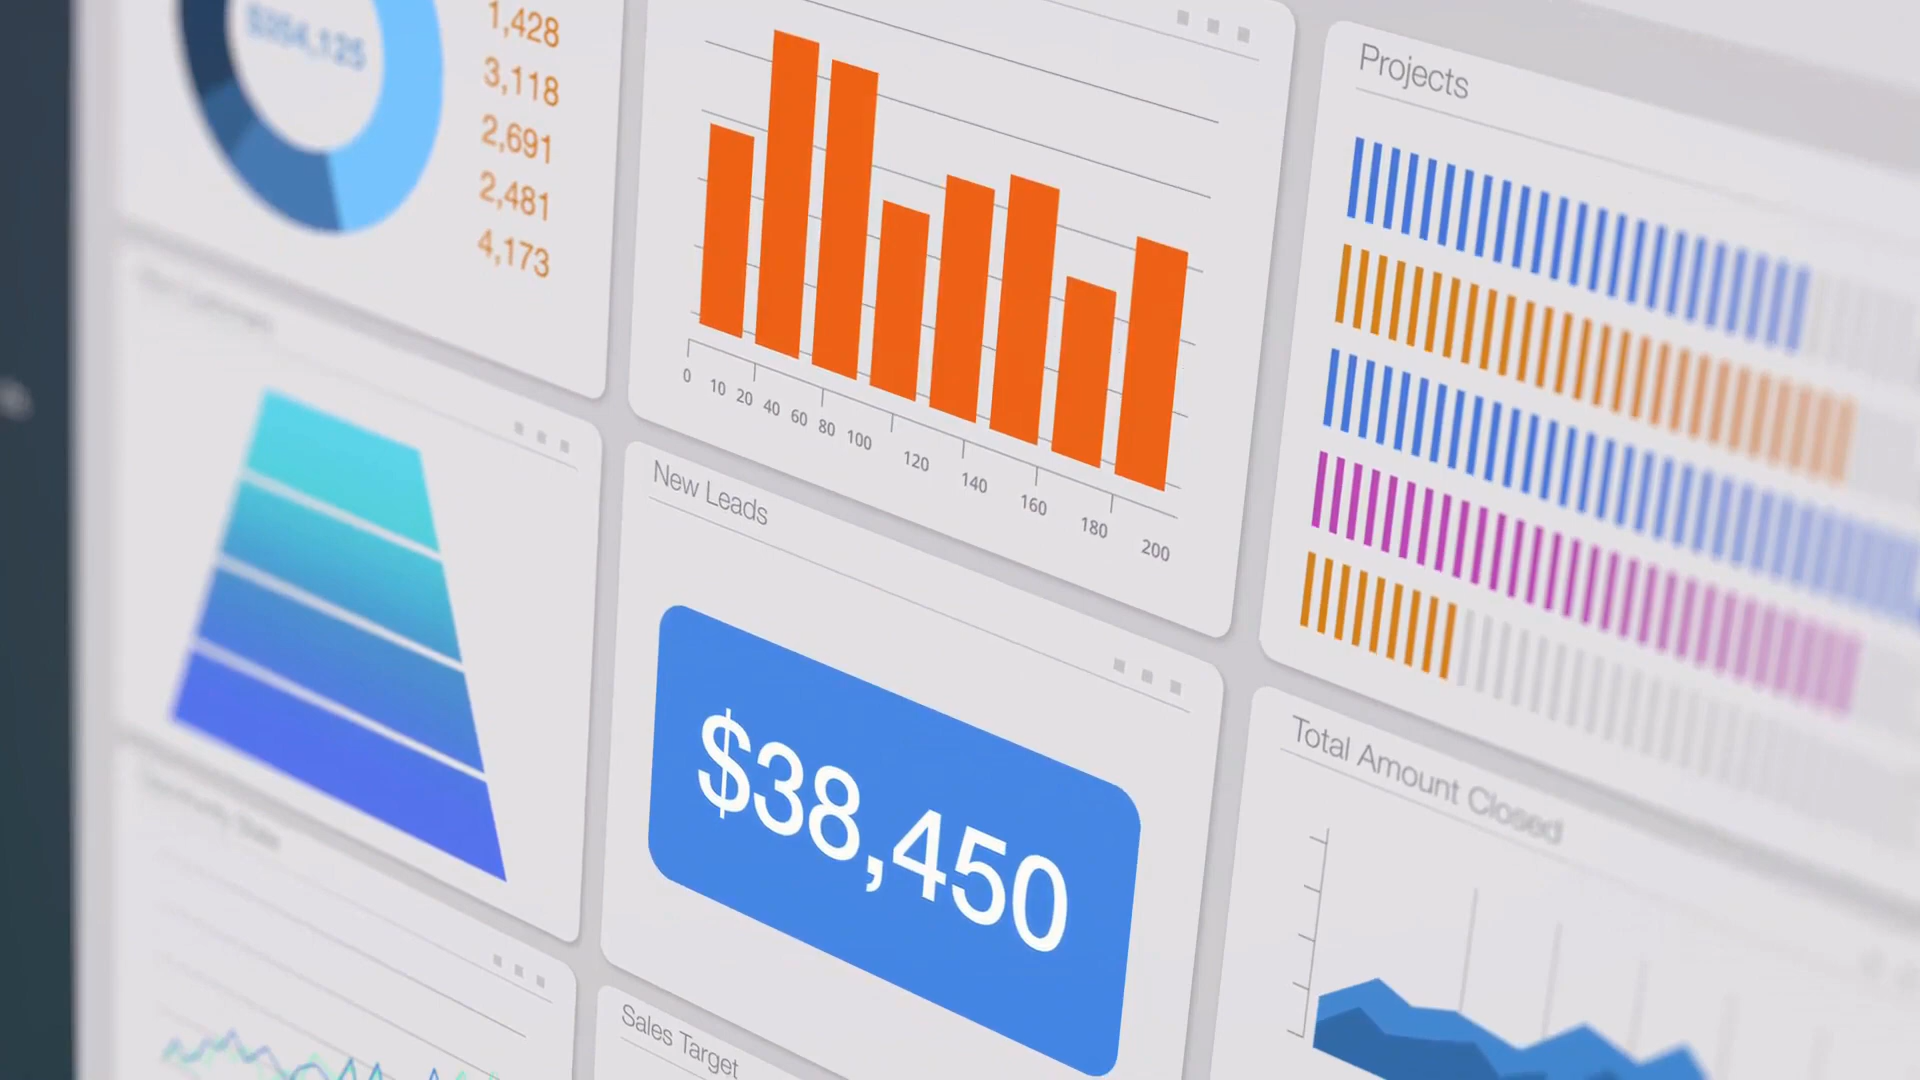 1,428
3,118
2,691
2,481
4,173
0 10 20 40 60 80 100 120 140 160 180 200
Projects
New Leads
$38,450
Total Amount Closed
Sales Target